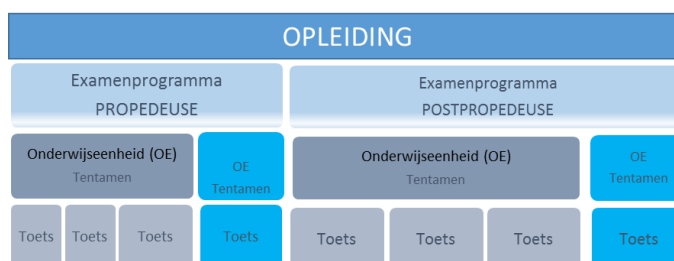 OPLEIDING
Examenprogramma
PROPEDEUSE
Examenprogramma
POSTPROPEDEUSE
Onderwijseenheid (OE)
Tentamen
OE
Tentamen
Onderwijseenheid (OE)
Tentamen
OE
Tentamen
Toets Toets Toets Toets Toets Toets Toets Toets